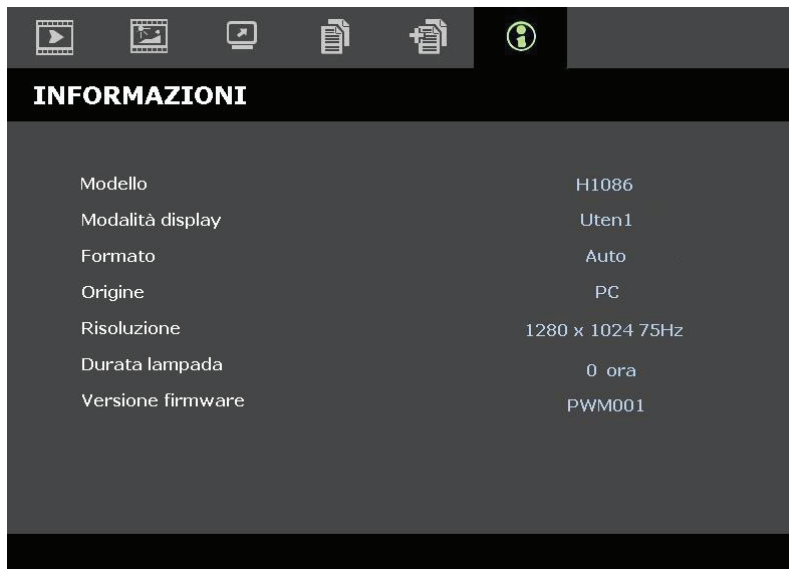 INFORMAZIONI
Modello H1086
Modalità display Uten1
Formato Auto
Origine PC
Risoluzione 1280 x 1024 75Hz
Durata lampada 0 ora
Versione firmware PWM001